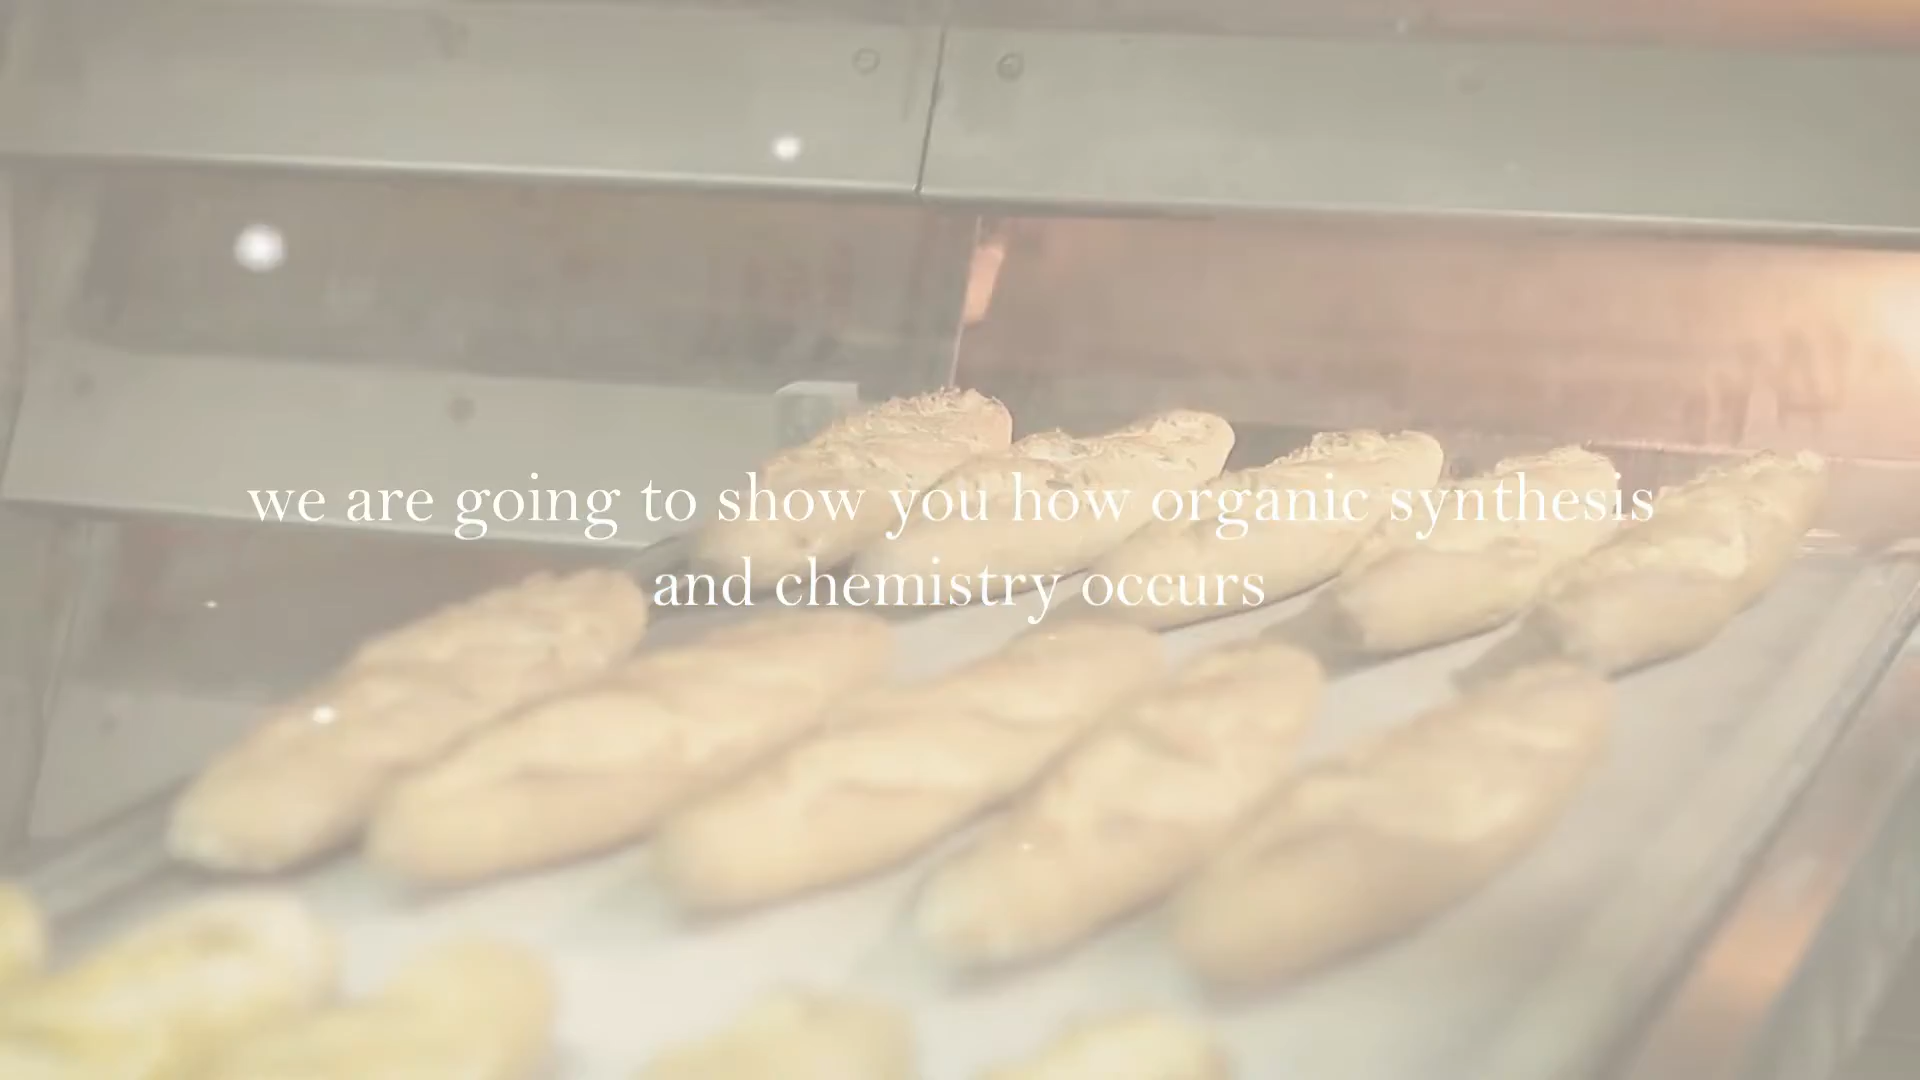 we are going to show you how organic synthesis
and chemistry occurs